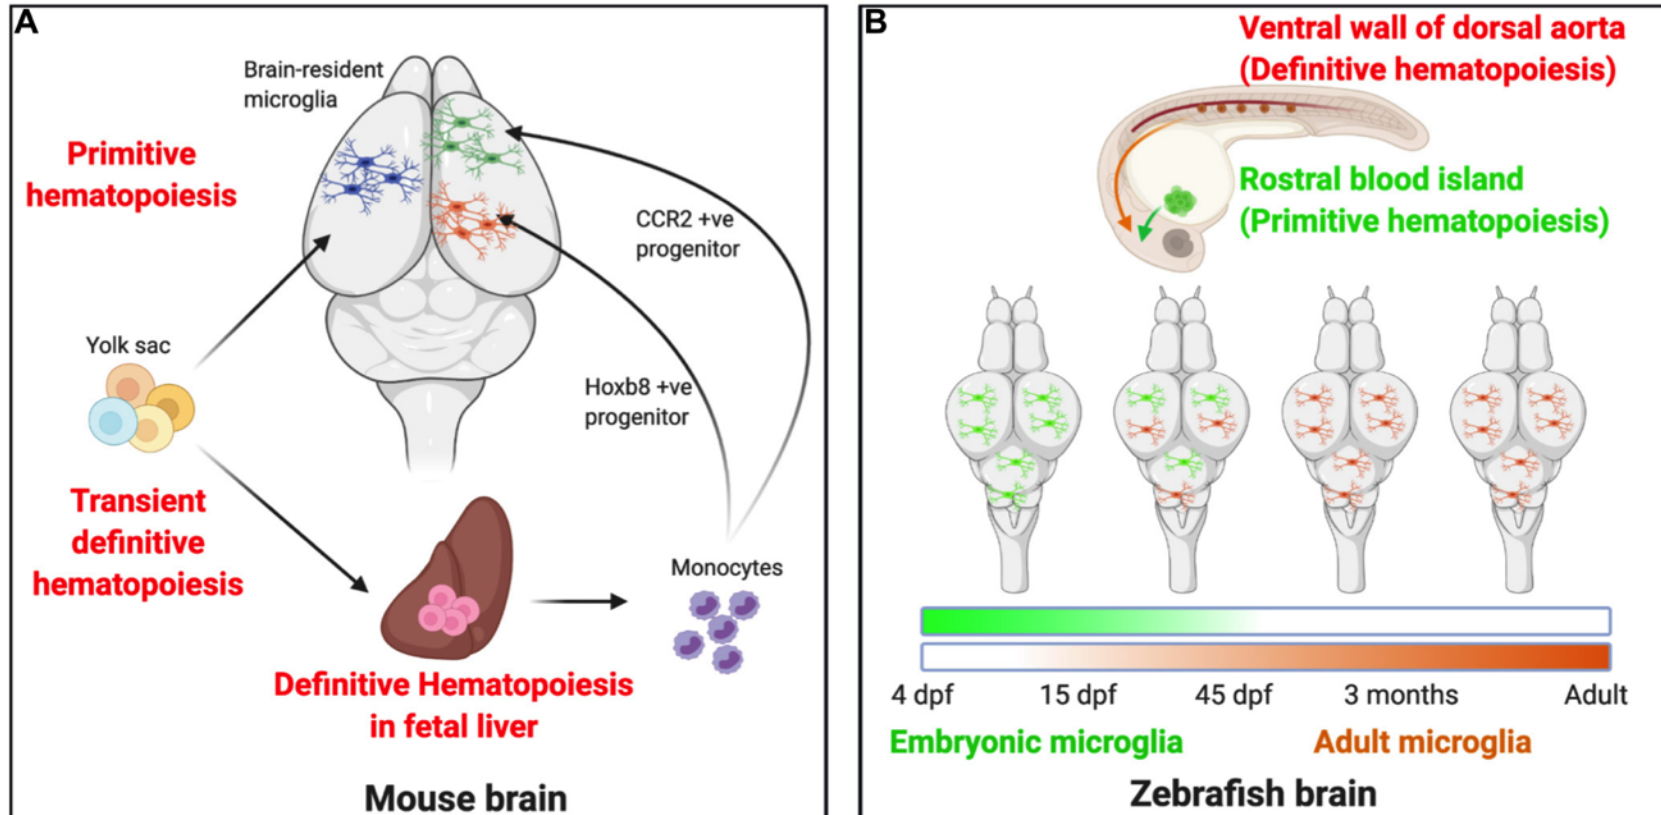 A
Brain-resident
microglia
Primitive
hematopoiesis
CCR2 +ve
progenitor
Yolk sac
Hoxb8 +ve
progenitor
Transient
definitive
hematopoiesis
Monocytes
Definitive Hematopoiesis
in fetal liver
Mouse brain
B
Ventral wall of dorsal aorta
(Definitive hematopoiesis)
Rostral blood island
(Primitive hematopoiesis)
4 dpf 15 dpf 45 dpf 3 months Adult
Embryonic microglia Adult microglia
Zebrafish brain